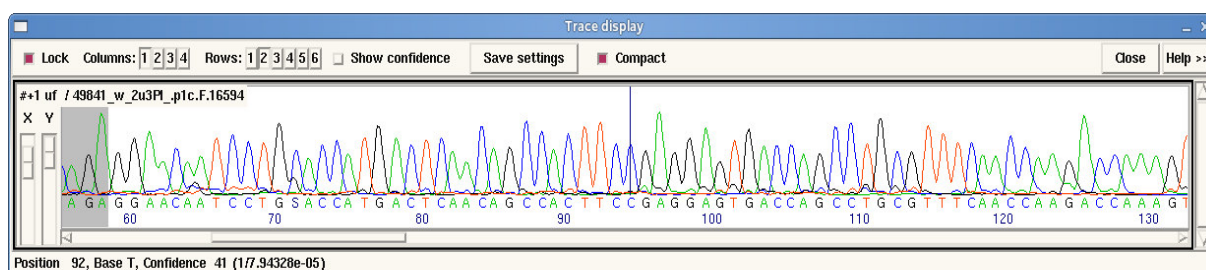 Trace display
Lock Columns: 1 2 3 4 Rows: 1 2 3 4 5 6 Show confidence Save settings Compact Close Help >>
#+1 uf / 49841_w_2u3Pl_.p1c.F.16594
X Y
A G A G G A A C A A T C C T G S A C C A T G A C T C A A C A G C C A C T T C C G A G G A G T G A C C A G C C T G C G T T T C A A C C A A G A C C A A A G T
60 70 80 90 100 110 120 130
Position 92, Base T, Confidence 41 (1/7.94328e-05)